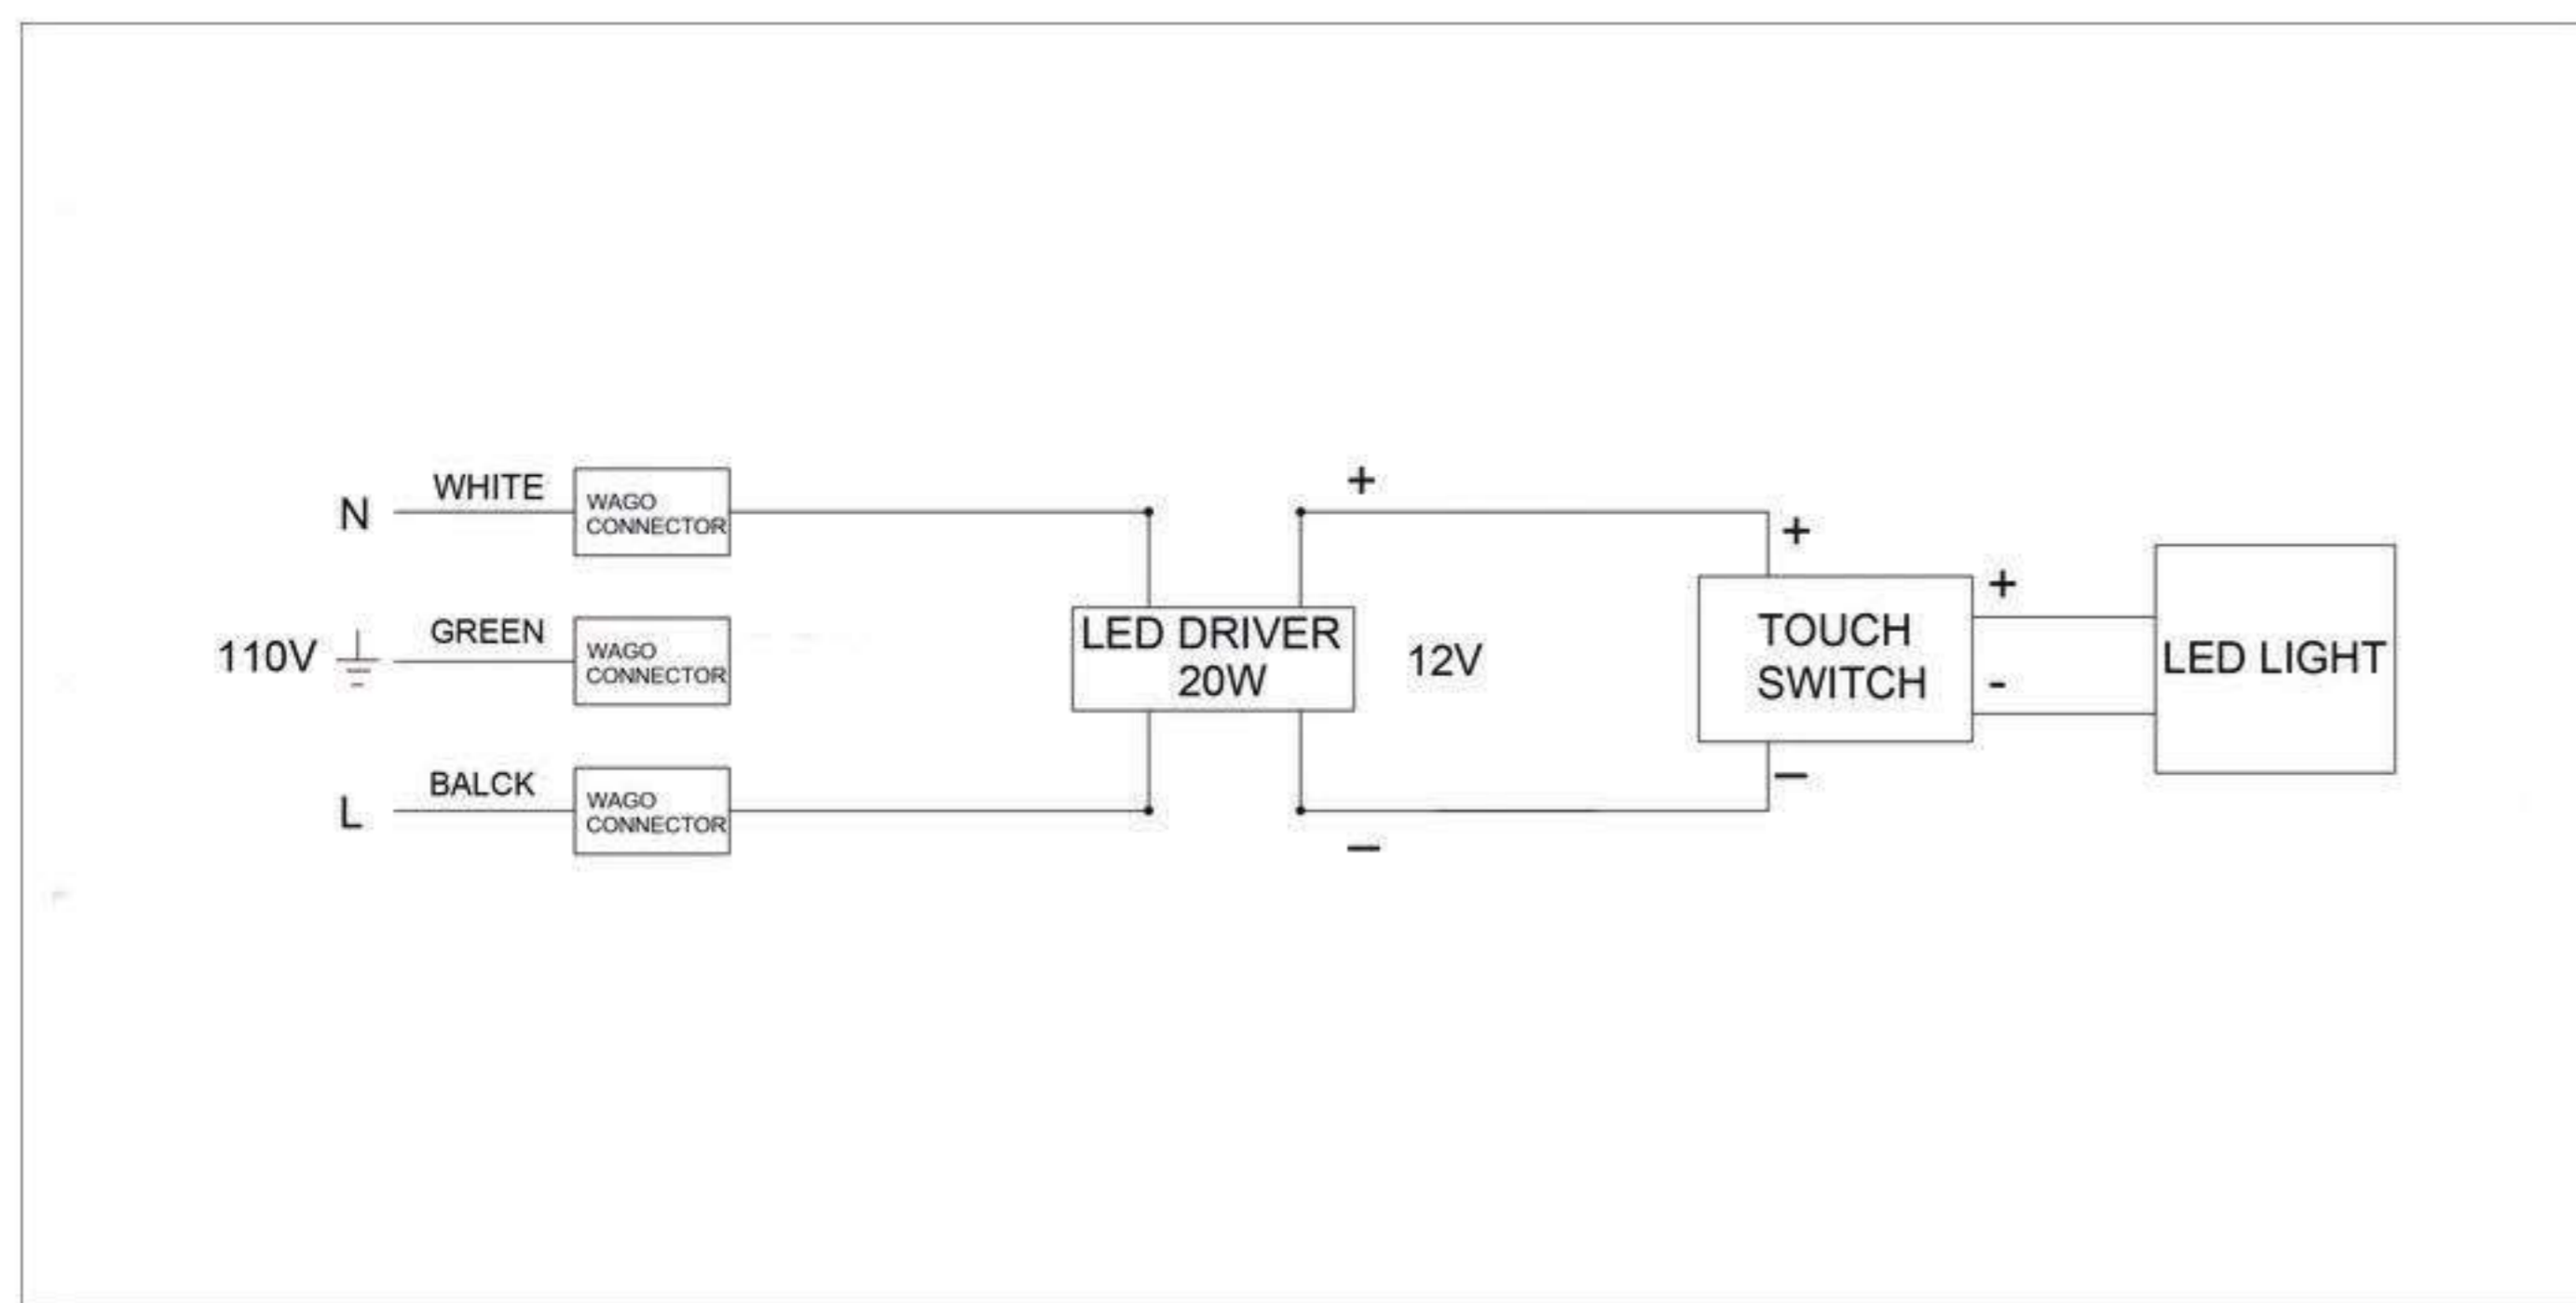 N
WHITE
WAGO
CONNECTOR
+
+
110V
GREEN
WAGO
CONNECTOR
LED DRIVER
20W
12V
TOUCH
SWITCH
+
-
LED LIGHT
L
BALCK
WAGO
CONNECTOR
–
–